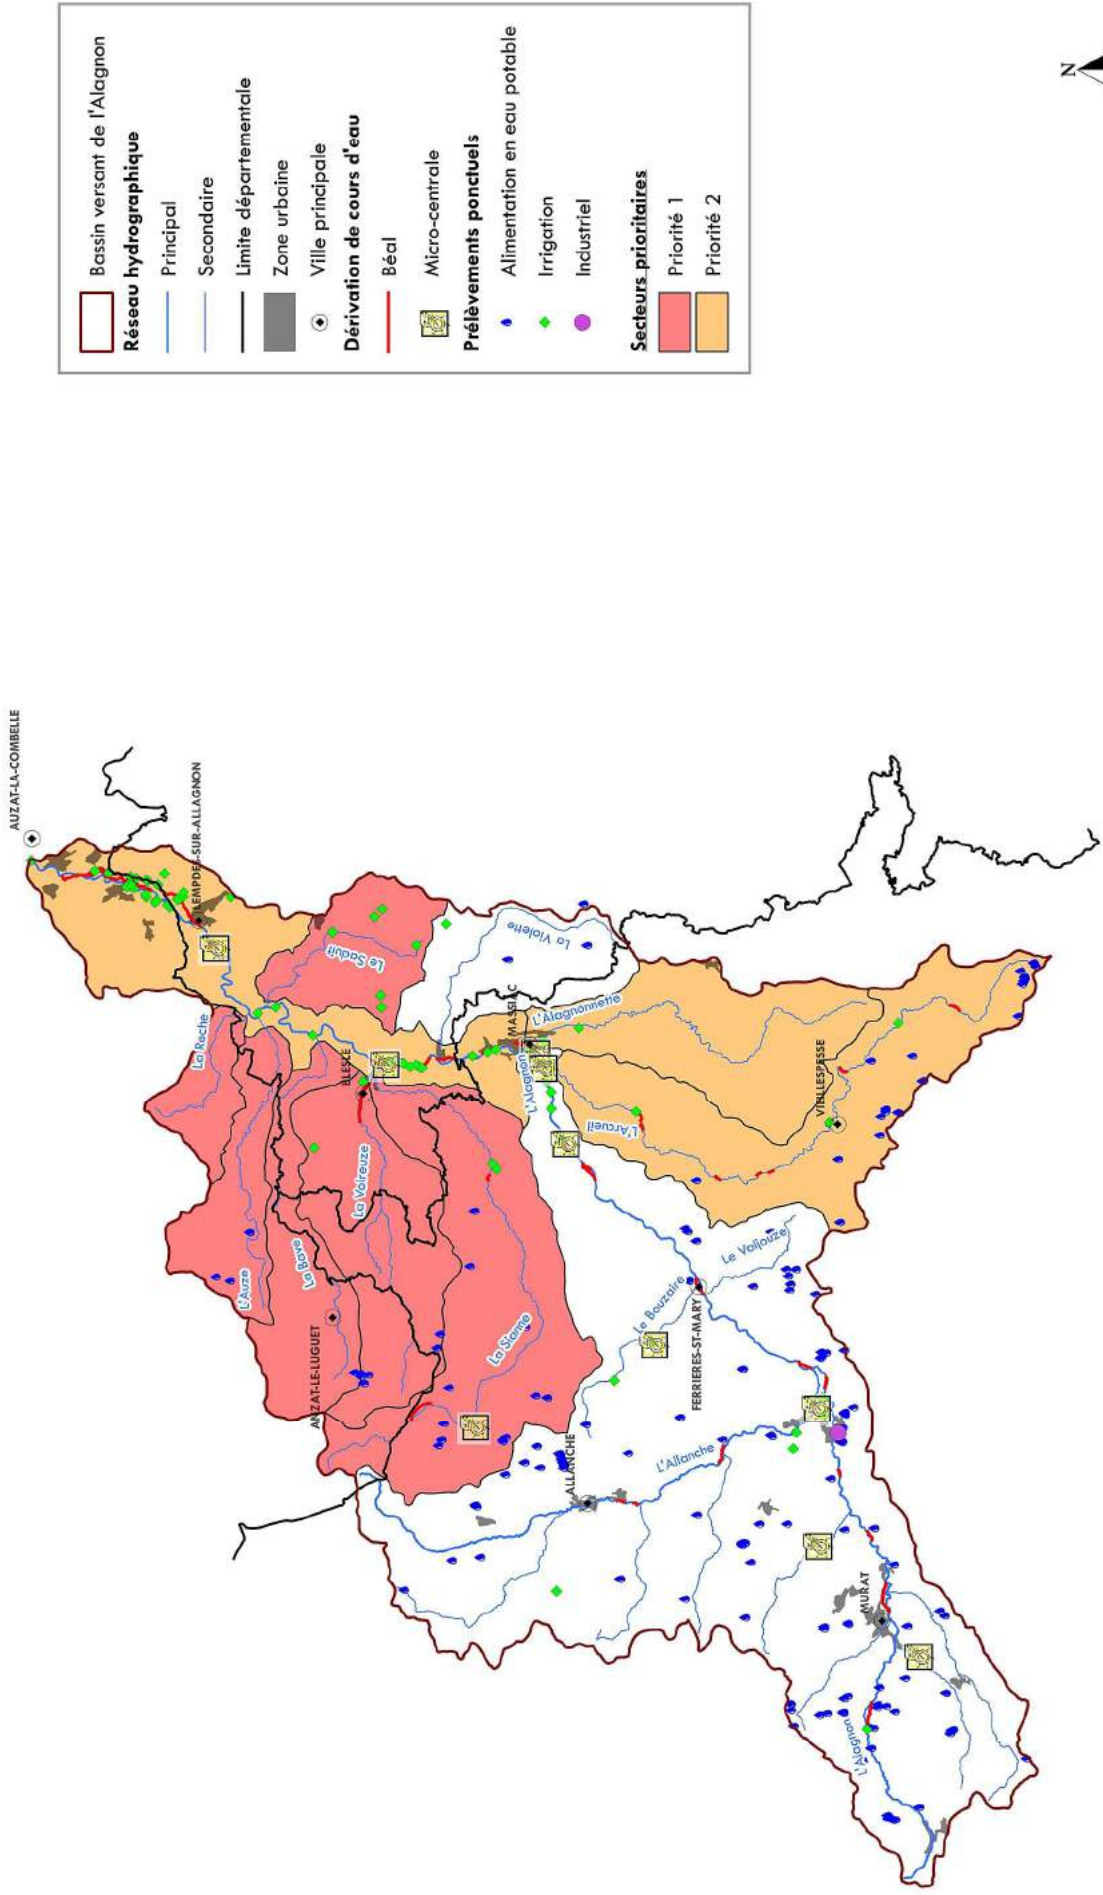 Bassin versant de l'Alagnon
Réseau hydrographique
Principal
Secondaire
Limite départementale
Zone urbaine
Ville principale
Dérivation de cours d'eau
Béal
Micro-centrale
Prélèvements ponctuels
Alimentation en eau potable
Irrigation
Industriel
Secteurs prioritaires
Priorité 1
Priorité 2
N
AUZAT-LA-COMBELLE
LEMPDES-SUR-ALLAGNON
La Roche
Le Saduit
La Violette
BLESLE
MASSIAC
L'Alagnonnette
L'Alagnon
L'Arcueil
VIELLESPESSE
L'Auze
La Bave
La Voireuze
ANZAT-LE-LUGUET
La Sianne
Le Bouzaire
Le Valjouze
FERRIERES-ST-MARY
ALLANCHE
L'Allanche
MURAT
L'Alagnon